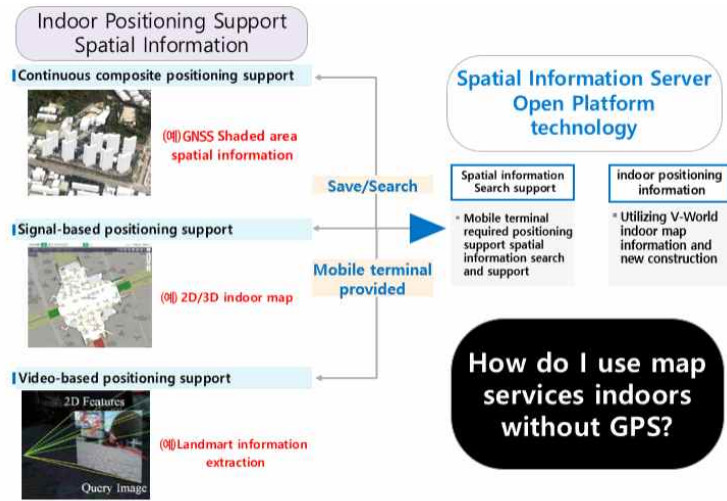 Indoor Positioning Support
Spatial Information
Continuous composite positioning support
(예)GNSS Shaded area
spatial information
Signal-based positioning support
(예) 2D/3D indoor map
Video-based positioning support
2D Features
Query Image
(예)Landmart information
extraction
Save/Search
Mobile terminal
provided
Spatial Information Server
Open Platform
technology
Spatial information
Search support
▪ Mobile terminal
required positioning
support spatial
information search
and support
indoor positioning
information
▪ Utilizing V-World
indoor map
information and
new construction
How do I use map
services indoors
without GPS?